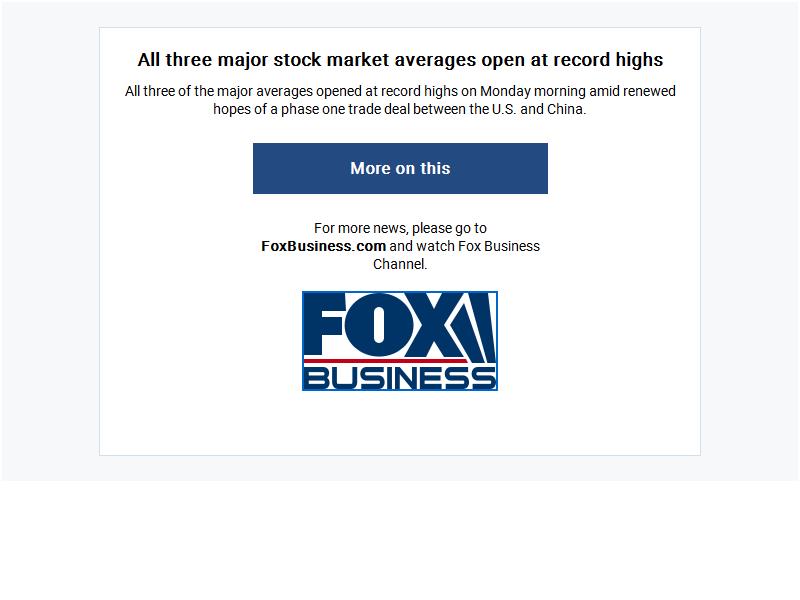 All three major stock market averages open at record highs
All three of the major averages opened at record highs on Monday morning amid renewed
hopes of a phase one trade deal between the U.S. and China.
More on this
For more news, please go to
FoxBusiness.com and watch Fox Business
Channel.
FOX
BUSINESS